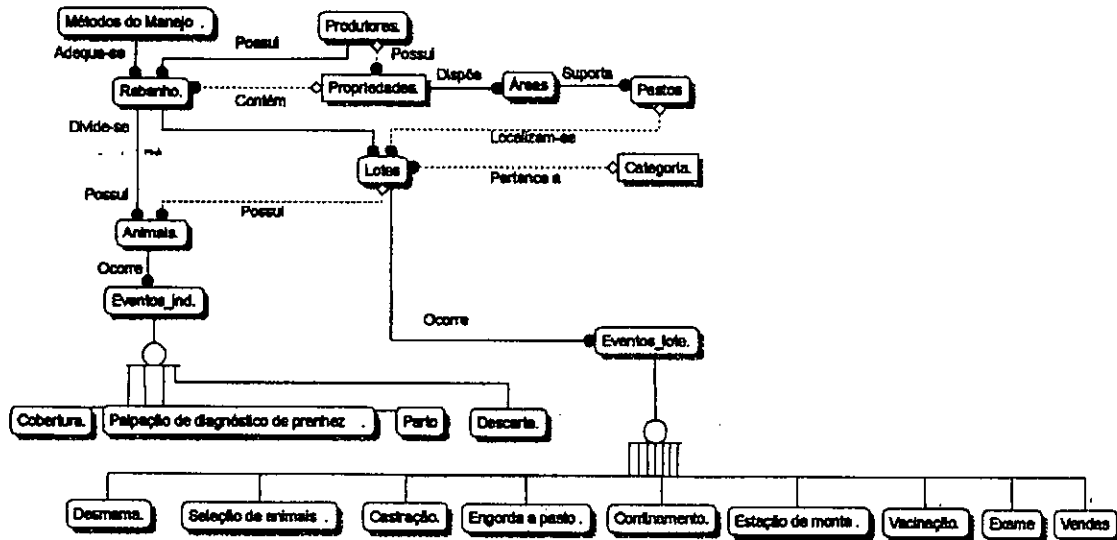 Métodos do Manejo .
Produtores.
Adequa-se
Possui
Possui
Rebanho.
Contém
Propriedades.
Dispõe
Áreas
Suporta
Pastos
Divide-se
Localizam-se
Lotes
Pertence a
Categoria.
Possui
Possui
Animais.
Ocorre
Eventos_ind.
Ocorre
Eventos_lote.
Cobertura.
Palpação de diagnóstico de prenhez .
Parto
Descarte.
Desmama.
Seleção de animais .
Castração.
Engorda a pasto .
Confinamento.
Estação de monta .
Vacinação.
Exame
Vendas